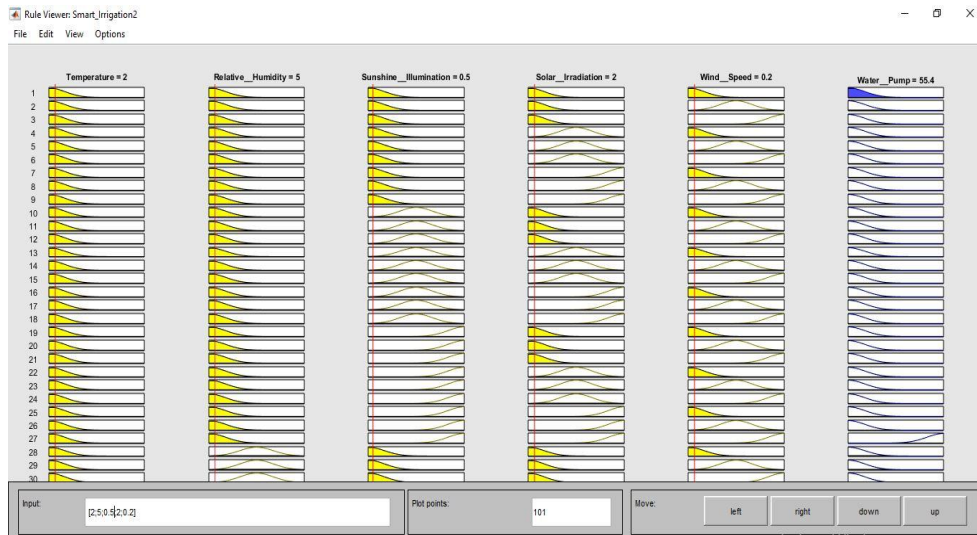 Rule Viewer: Smart_Irrigation2
File Edit View Options
Temperature = 2
Relative__Humidity = 5
Sunshine__Illumination = 0.5
Solar__Irradiation = 2
Wind__Speed = 0.2
Water__Pump = 55.4
1
2
3
4
5
6
7
8
9
10
11
12
13
14
15
16
17
18
19
20
21
22
23
24
25
26
27
28
29
30
Input:
[2;5;0.5;2;0.2]
Plot points:
101
Move:
left
right
down
up